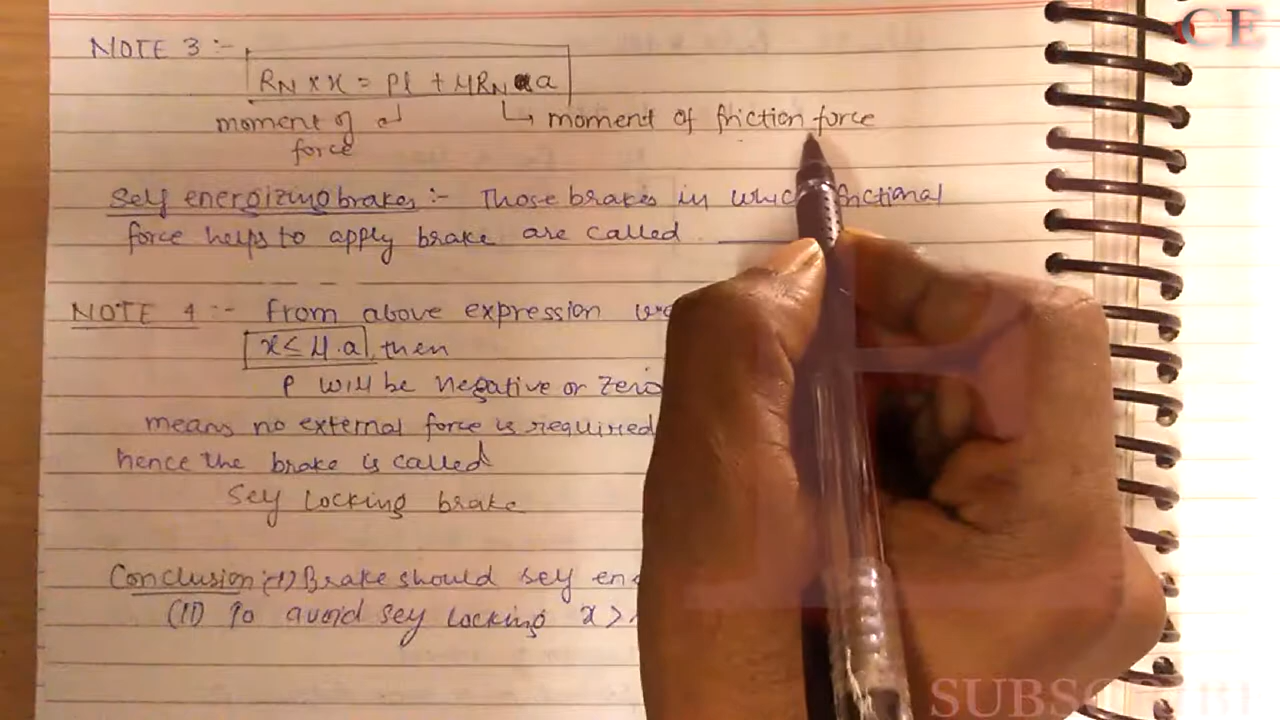 NOTE 3 :-
RN × x = Pl + μRN a
moment of
force
moment of friction force
Self energizing brakes :- Those brakes in which frictional
force helps to apply brake are called
NOTE 4 :- From above expression
x ≤ μ.a, then
P will be negative or zero
means no external force is required
hence the brake is called
Self locking brake
Conclusion (I) Brake should self
(II) To avoid self locking x >
CE